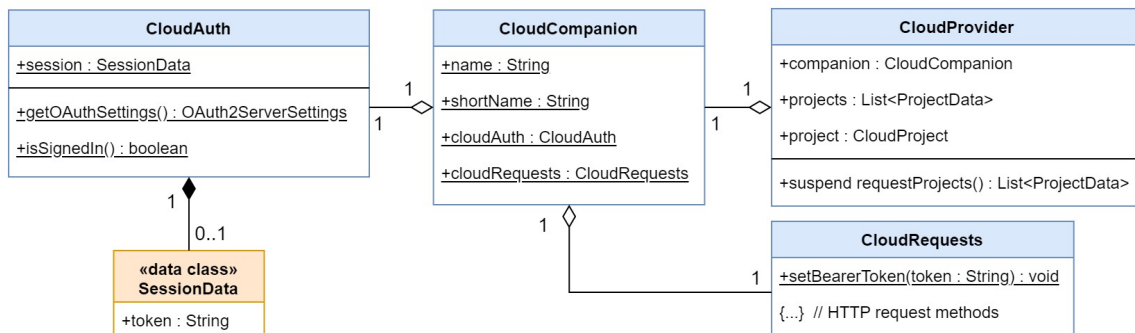 CloudAuth
+session : SessionData
+getOAuthSettings() : OAuth2ServerSettings
+isSignedIn() : boolean
1
1
CloudCompanion
+name : String
+shortName : String
+cloudAuth : CloudAuth
+cloudRequests : CloudRequests
1
1
CloudProvider
+companion : CloudCompanion
+projects : List<ProjectData>
+project : CloudProject
+suspend requestProjects() : List<ProjectData>
1
0..1
«data class»
SessionData
+token : String
1
1
CloudRequests
+setBearerToken(token : String) : void
{...} // HTTP request methods